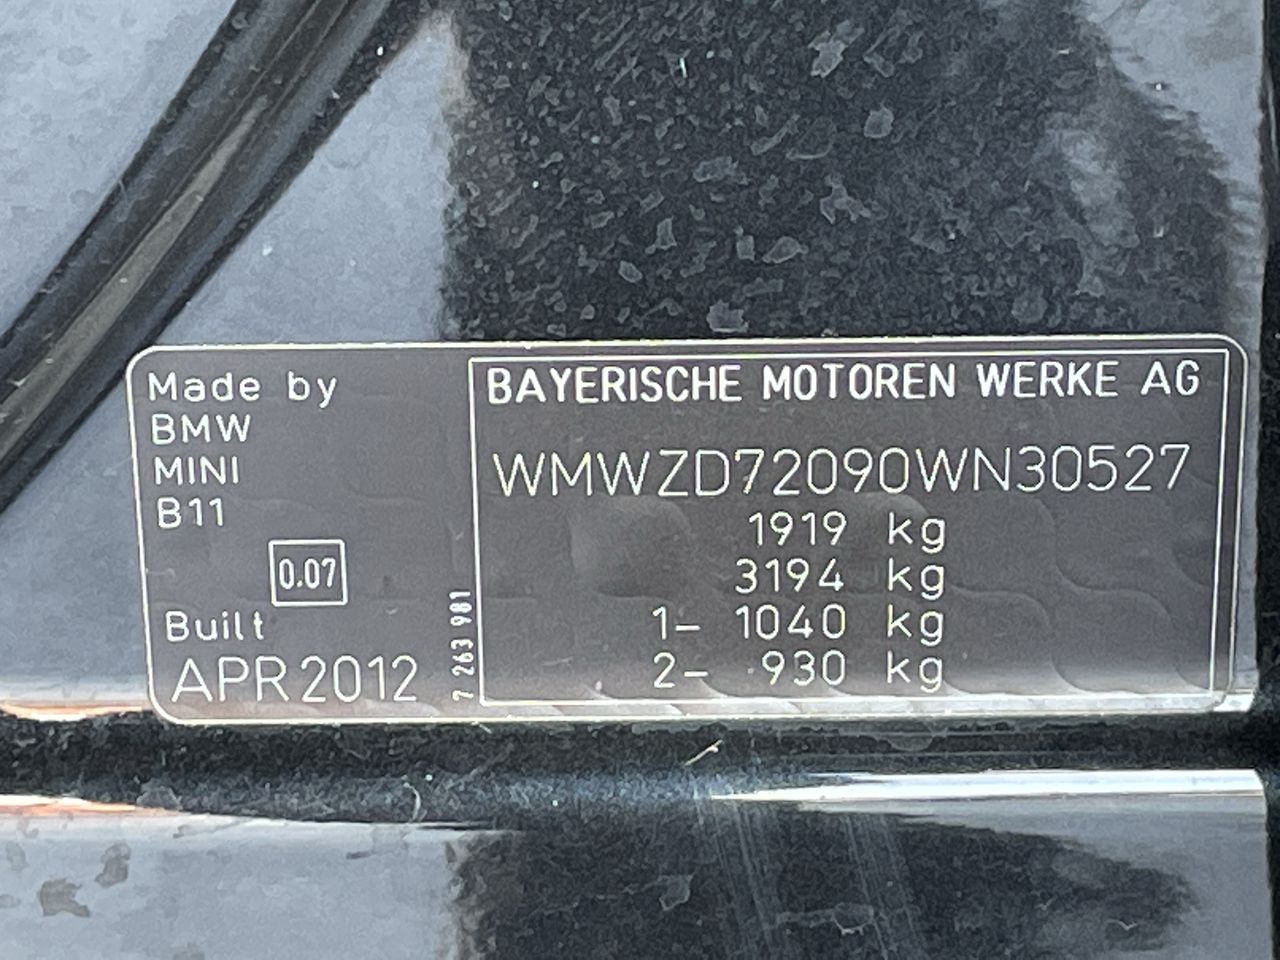 Made by
BMW
MINI
B11
0.07
Built
APR 2012
7 263 981
BAYERISCHE MOTOREN WERKE AG
WMWZD72090WN30527
1919 kg
3194 kg
1- 1040 kg
2- 930 kg